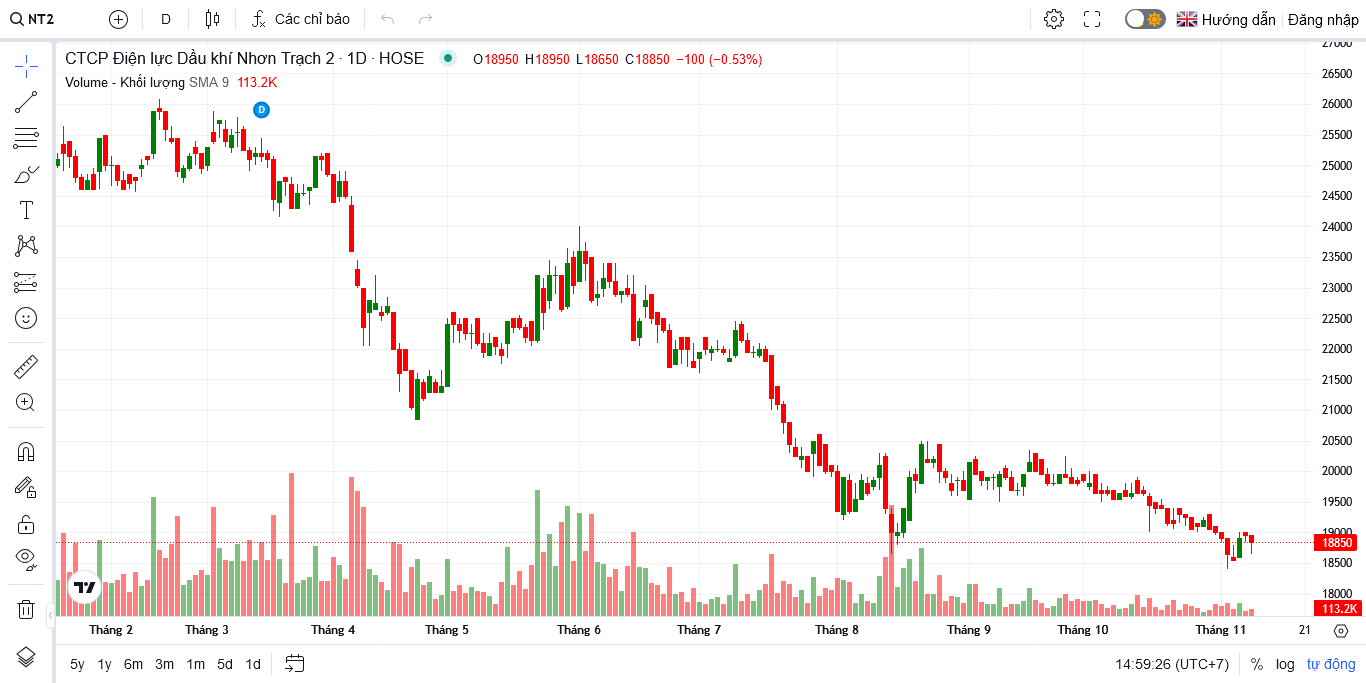 NT2 D Các chỉ báo Hướng dẫn Đăng nhập
CTCP Điện lực Dầu khí Nhơn Trạch 2 · 1D · HOSE O18950 H18950 L18650 C18850 −100 (−0.53%)
Volume - Khối lượng SMA 9 113.2K
D
27000
26500
26000
25500
25000
24500
24000
23500
23000
22500
22000
21500
21000
20500
20000
19500
19000
18850
18500
18000
113.2K
Tháng 2 Tháng 3 Tháng 4 Tháng 5 Tháng 6 Tháng 7 Tháng 8 Tháng 9 Tháng 10 Tháng 11 21
5y 1y 6m 3m 1m 5d 1d 14:59:26 (UTC+7) % log tự động